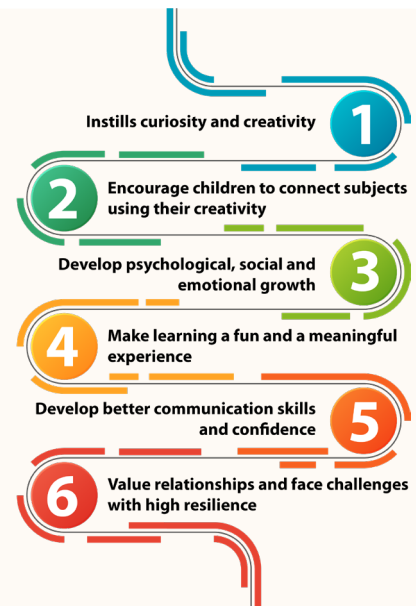 1
Instills curiosity and creativity
2
Encourage children to connect subjects
using their creativity
3
Develop psychological, social and
emotional growth
4
Make learning a fun and a meaningful
experience
5
Develop better communication skills
and confidence
6
Value relationships and face challenges
with high resilience